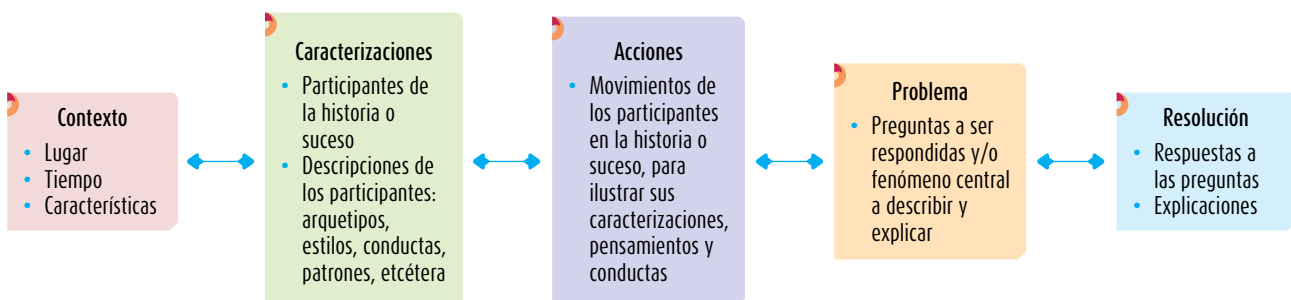 Contexto
• Lugar
• Tiempo
• Características
Caracterizaciones
• Participantes de
la historia o
suceso
• Descripciones de
los participantes:
arquetipos,
estilos, conductas,
patrones, etcétera
Acciones
• Movimientos de
los participantes
en la historia o
suceso, para
ilustrar sus
caracterizaciones,
pensamientos y
conductas
Problema
• Preguntas a ser
respondidas y/o
fenómeno central
a describir y
explicar
Resolución
• Respuestas a
las preguntas
• Explicaciones